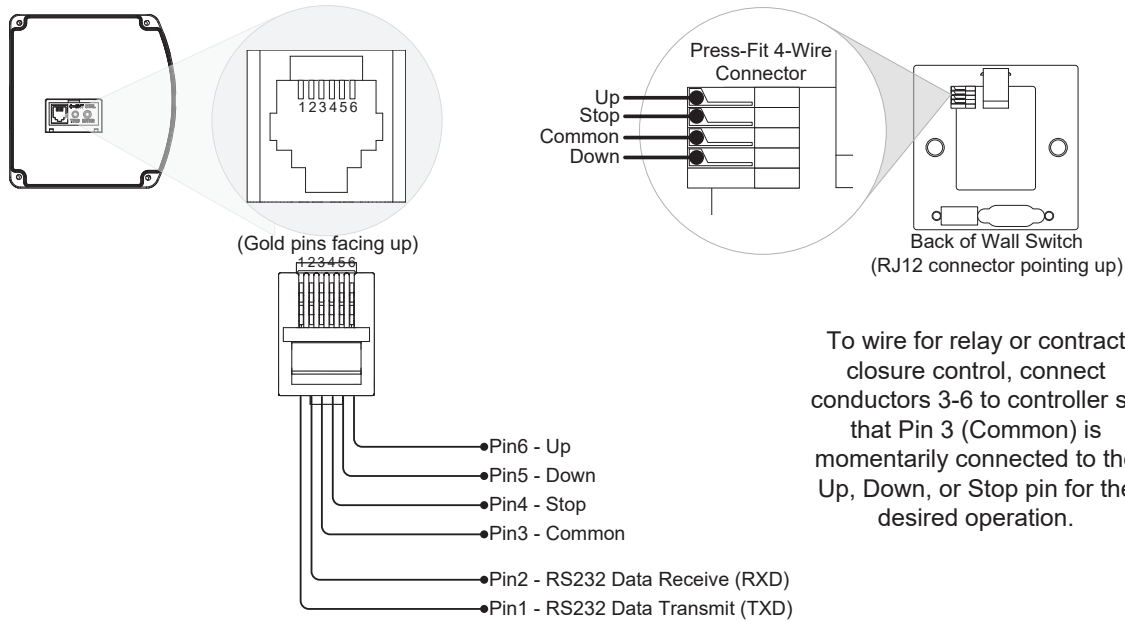 123456
(Gold pins facing up)
123456
Pin6 - Up
Pin5 - Down
Pin4 - Stop
Pin3 - Common
Pin2 - RS232 Data Receive (RXD)
Pin1 - RS232 Data Transmit (TXD)
Press-Fit 4-Wire
Connector
Up
Stop
Common
Down
Back of Wall Switch
(RJ12 connector pointing up)
To wire for relay or contract
closure control, connect
conductors 3-6 to controller s
that Pin 3 (Common) is
momentarily connected to the
Up, Down, or Stop pin for the
desired operation.